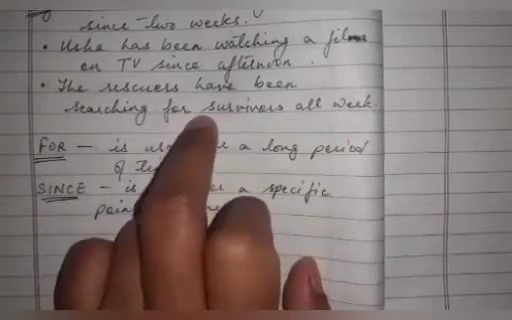 since two weeks.
• Usha has been watching a film
on TV since afternoon.
• The rescuers have been
searching for survivors all week.
FOR – is a long period
of
SINCE – is a specific